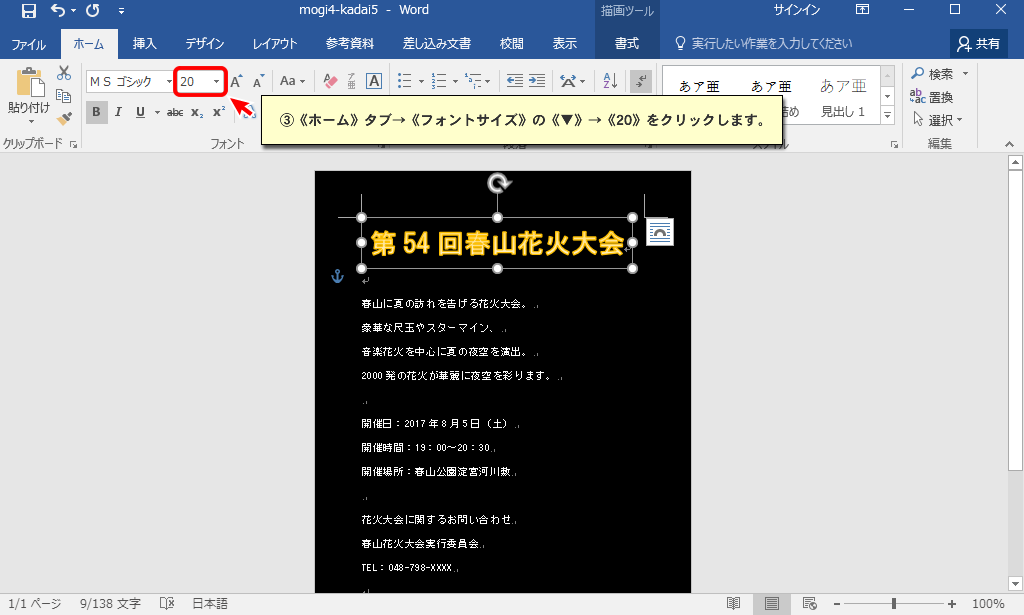 mogi4-kadai5 - Word
描画ツール
サインイン
ファイル ホーム 挿入 デザイン レイアウト 参考資料 差し込み文書 校閲 表示 書式 実行したい作業を入力してください 共有
貼り付け
ＭＳ ゴシック 20 A A Aa A
B I U abc x₂ x²
あア亜 あア亜 あア亜
見出し 1
検索
置換
選択
クリップボード フォント 編集
③《ホーム》タブ→《フォントサイズ》の《▼》→《20》をクリックします。
第 54 回春山花火大会
春山に夏の訪れを告げる花火大会。
豪華な尺玉やスターマイン、
音楽花火を中心に夏の夜空を演出。
2000 発の花火が華麗に夜空を彩ります。
開催日：2017 年 8 月 5 日（土）
開催時間：19：00～20：30
開催場所：春山公園淀宮河川敷
花火大会に関するお問い合わせ
春山花火大会実行委員会
TEL：048-798-XXXX
1/1 ページ 9/138 文字 日本語 100%